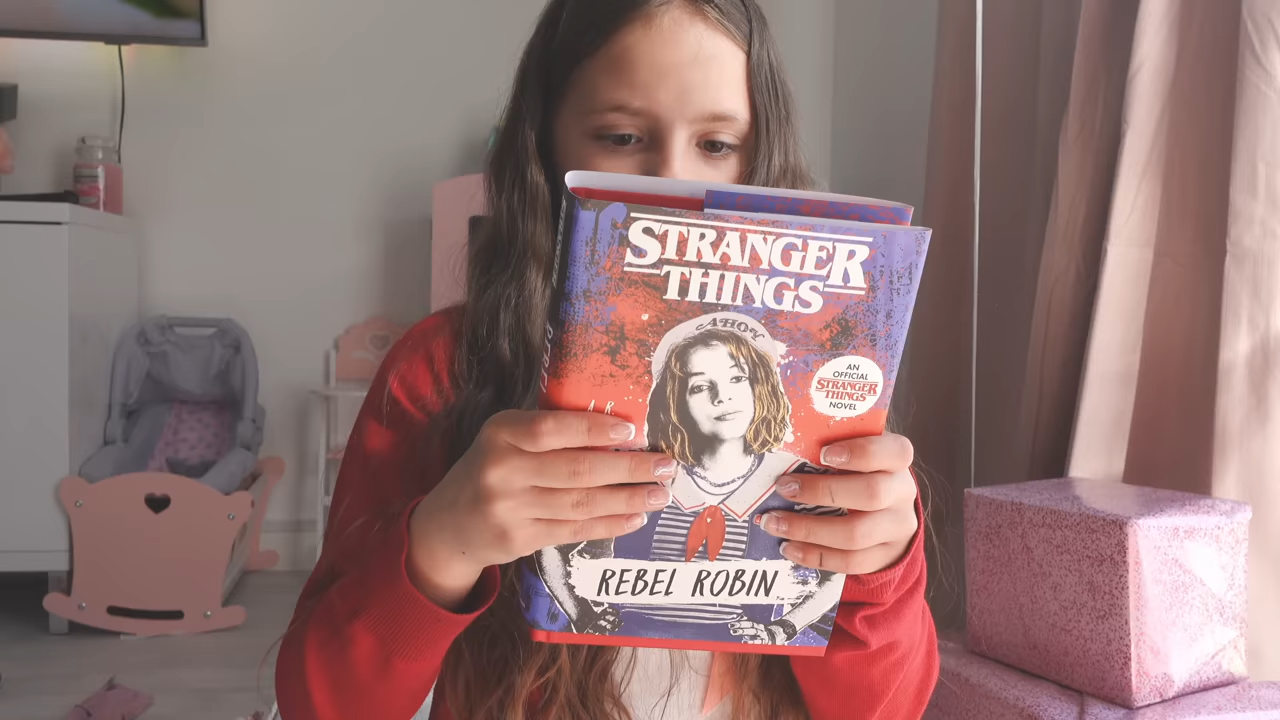 STRANGER
THINGS
AHOY
AN
OFFICIAL
STRANGER
THINGS
NOVEL
REBEL ROBIN